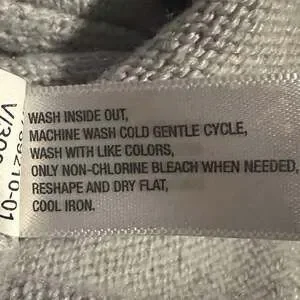 WASH INSIDE OUT,
MACHINE WASH COLD GENTLE CYCLE,
WASH WITH LIKE COLORS,
ONLY NON-CHLORINE BLEACH WHEN NEEDED,
RESHAPE AND DRY FLAT,
COOL IRON.